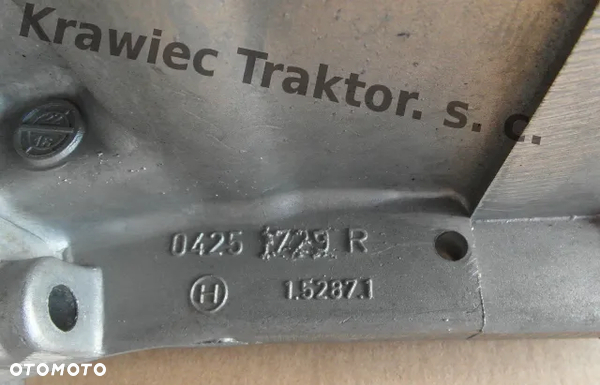 Krawiec Traktor. s. c.
0425 1729 R
H 1.5287.1
OTOMOTO